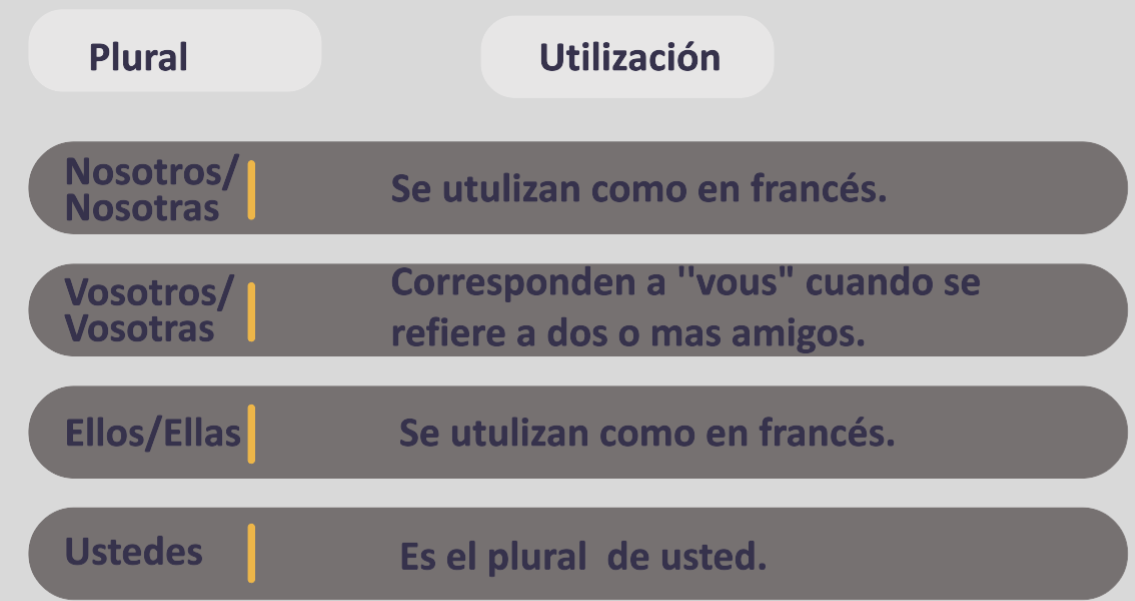 Plural
Utilización
Nosotros/
Nosotras
Se utulizan como en francés.
Vosotros/
Vosotras
Corresponden a ''vous" cuando se
refiere a dos o mas amigos.
Ellos/Ellas
Se utulizan como en francés.
Ustedes
Es el plural de usted.